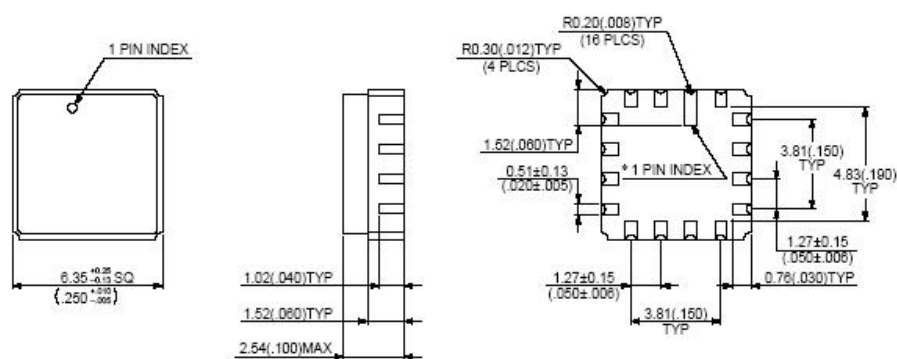 1 PIN INDEX
6.35 +0.25 -0.13 SQ
(.250 +.010 -.005)
1.02(.040)TYP
1.52(.060)TYP
2.54(.100)MAX
R0.20(.008)TYP
(16 PLCS)
R0.30(.012)TYP
(4 PLCS)
1.52(.060)TYP
0.51±0.13
(.020±.005)
* 1 PIN INDEX
3.81(.150)
TYP
4.83(.190)
TYP
1.27±0.15
(.050±.006)
0.76(.030)TYP
1.27±0.15
(.050±.006)
3.81(.150)
TYP